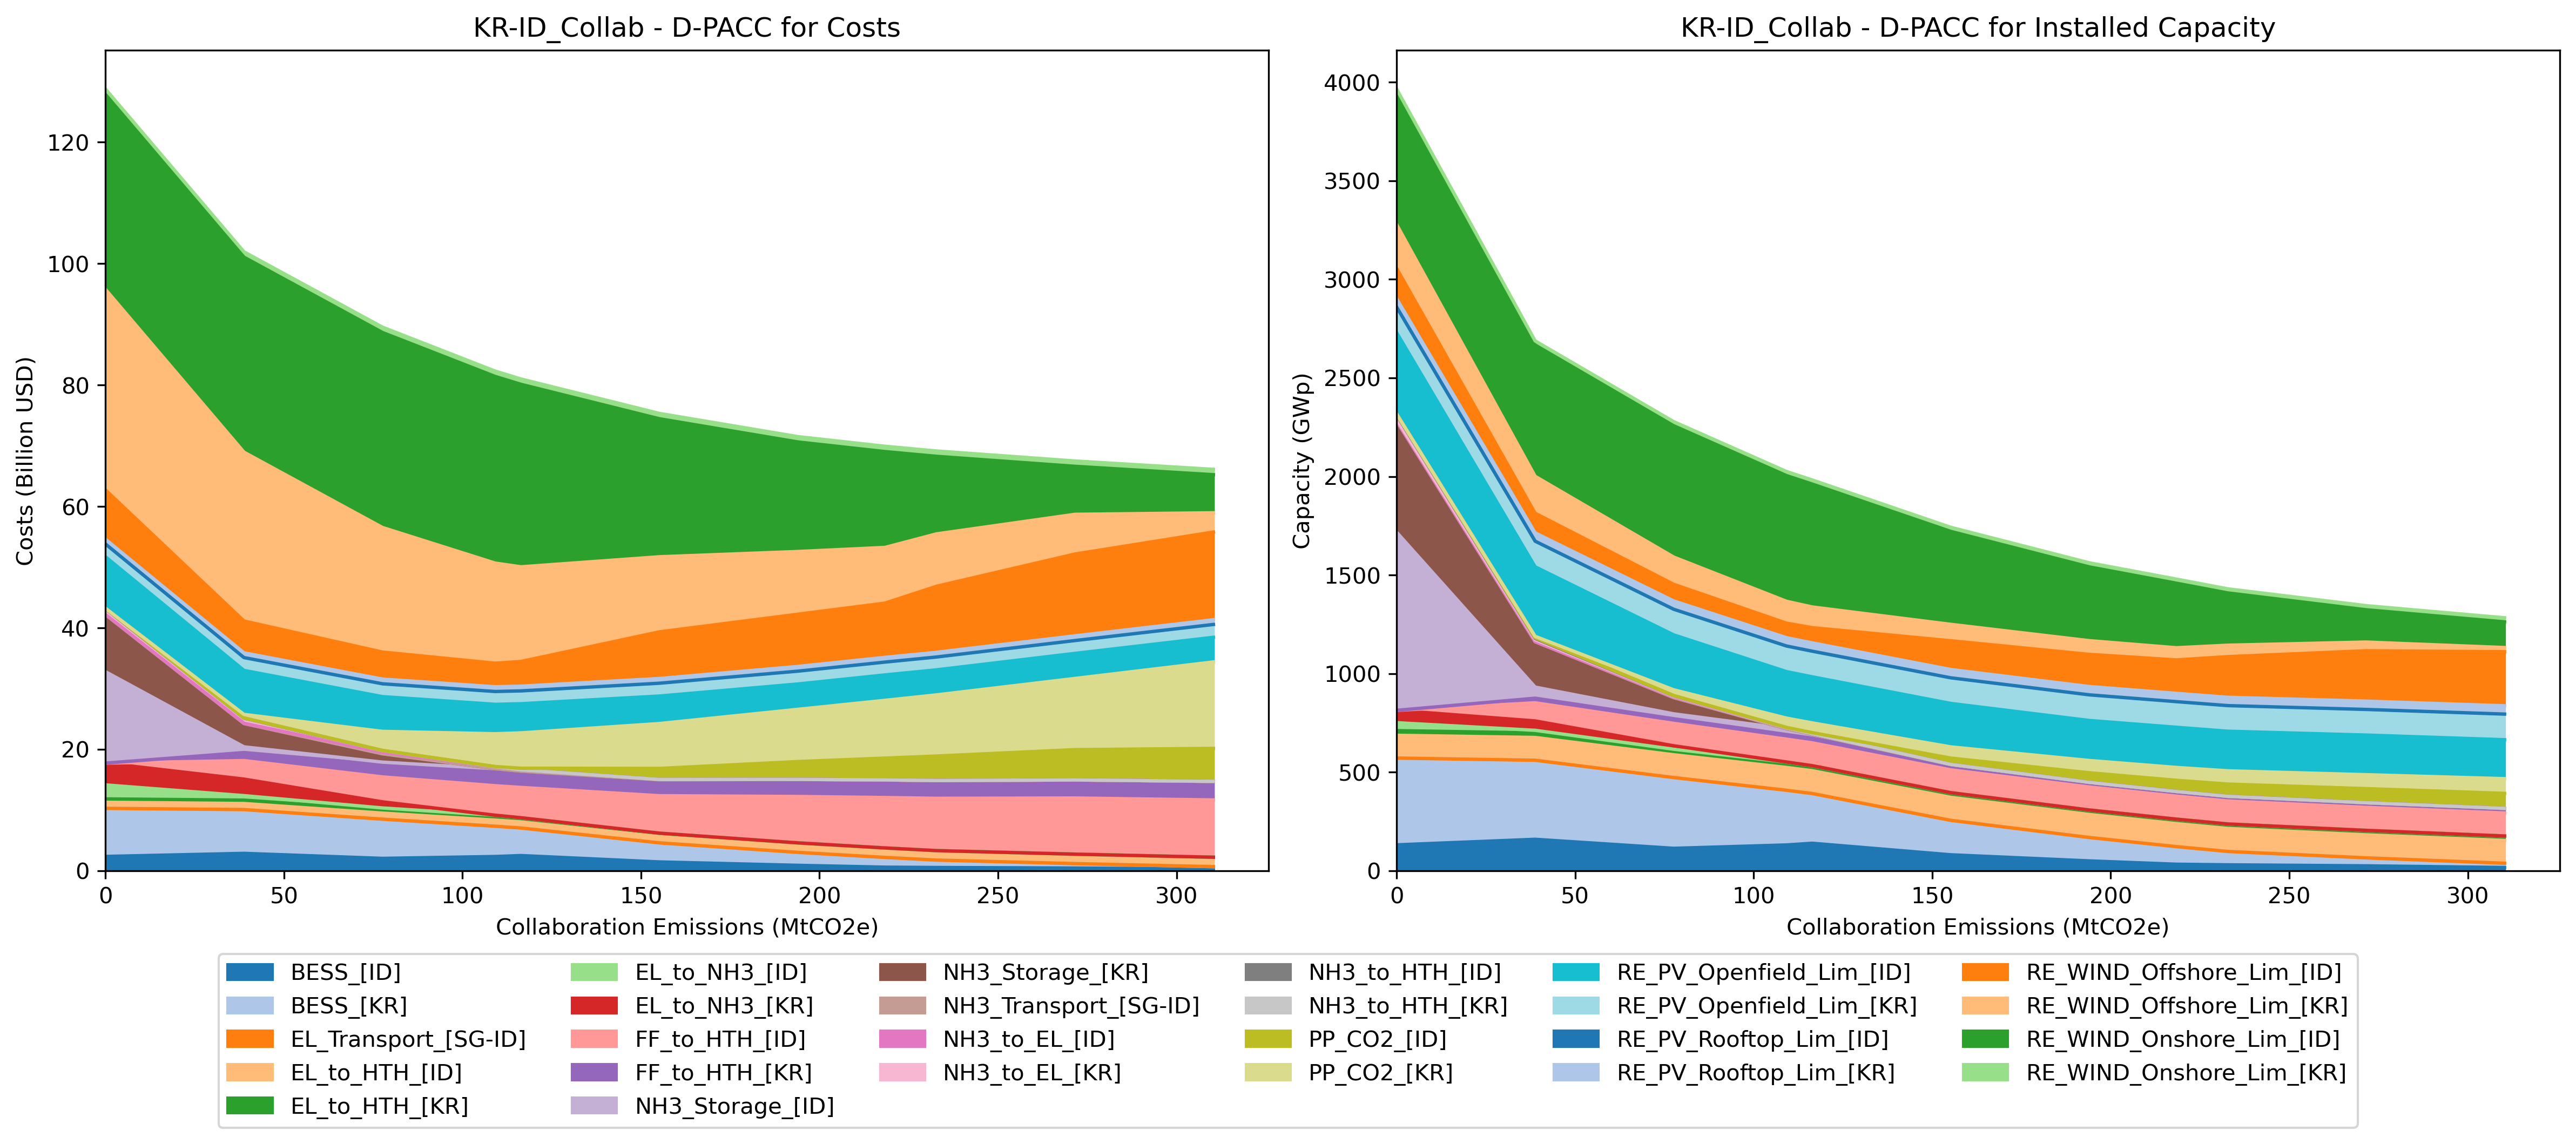 KR-ID_Collab - D-PACC for Costs
Costs (Billion USD)
120
100
80
60
40
20
0
0 50 100 150 200 250 300
Collaboration Emissions (MtCO2e)
KR-ID_Collab - D-PACC for Installed Capacity
Capacity (GWp)
4000
3500
3000
2500
2000
1500
1000
500
0
0 50 100 150 200 250 300
Collaboration Emissions (MtCO2e)
BESS_[ID]
BESS_[KR]
EL_Transport_[SG-ID]
EL_to_HTH_[ID]
EL_to_HTH_[KR]
EL_to_NH3_[ID]
EL_to_NH3_[KR]
FF_to_HTH_[ID]
FF_to_HTH_[KR]
NH3_Storage_[ID]
NH3_Storage_[KR]
NH3_Transport_[SG-ID]
NH3_to_EL_[ID]
NH3_to_EL_[KR]
NH3_to_HTH_[ID]
NH3_to_HTH_[KR]
PP_CO2_[ID]
PP_CO2_[KR]
RE_PV_Openfield_Lim_[ID]
RE_PV_Openfield_Lim_[KR]
RE_PV_Rooftop_Lim_[ID]
RE_PV_Rooftop_Lim_[KR]
RE_WIND_Offshore_Lim_[ID]
RE_WIND_Offshore_Lim_[KR]
RE_WIND_Onshore_Lim_[ID]
RE_WIND_Onshore_Lim_[KR]